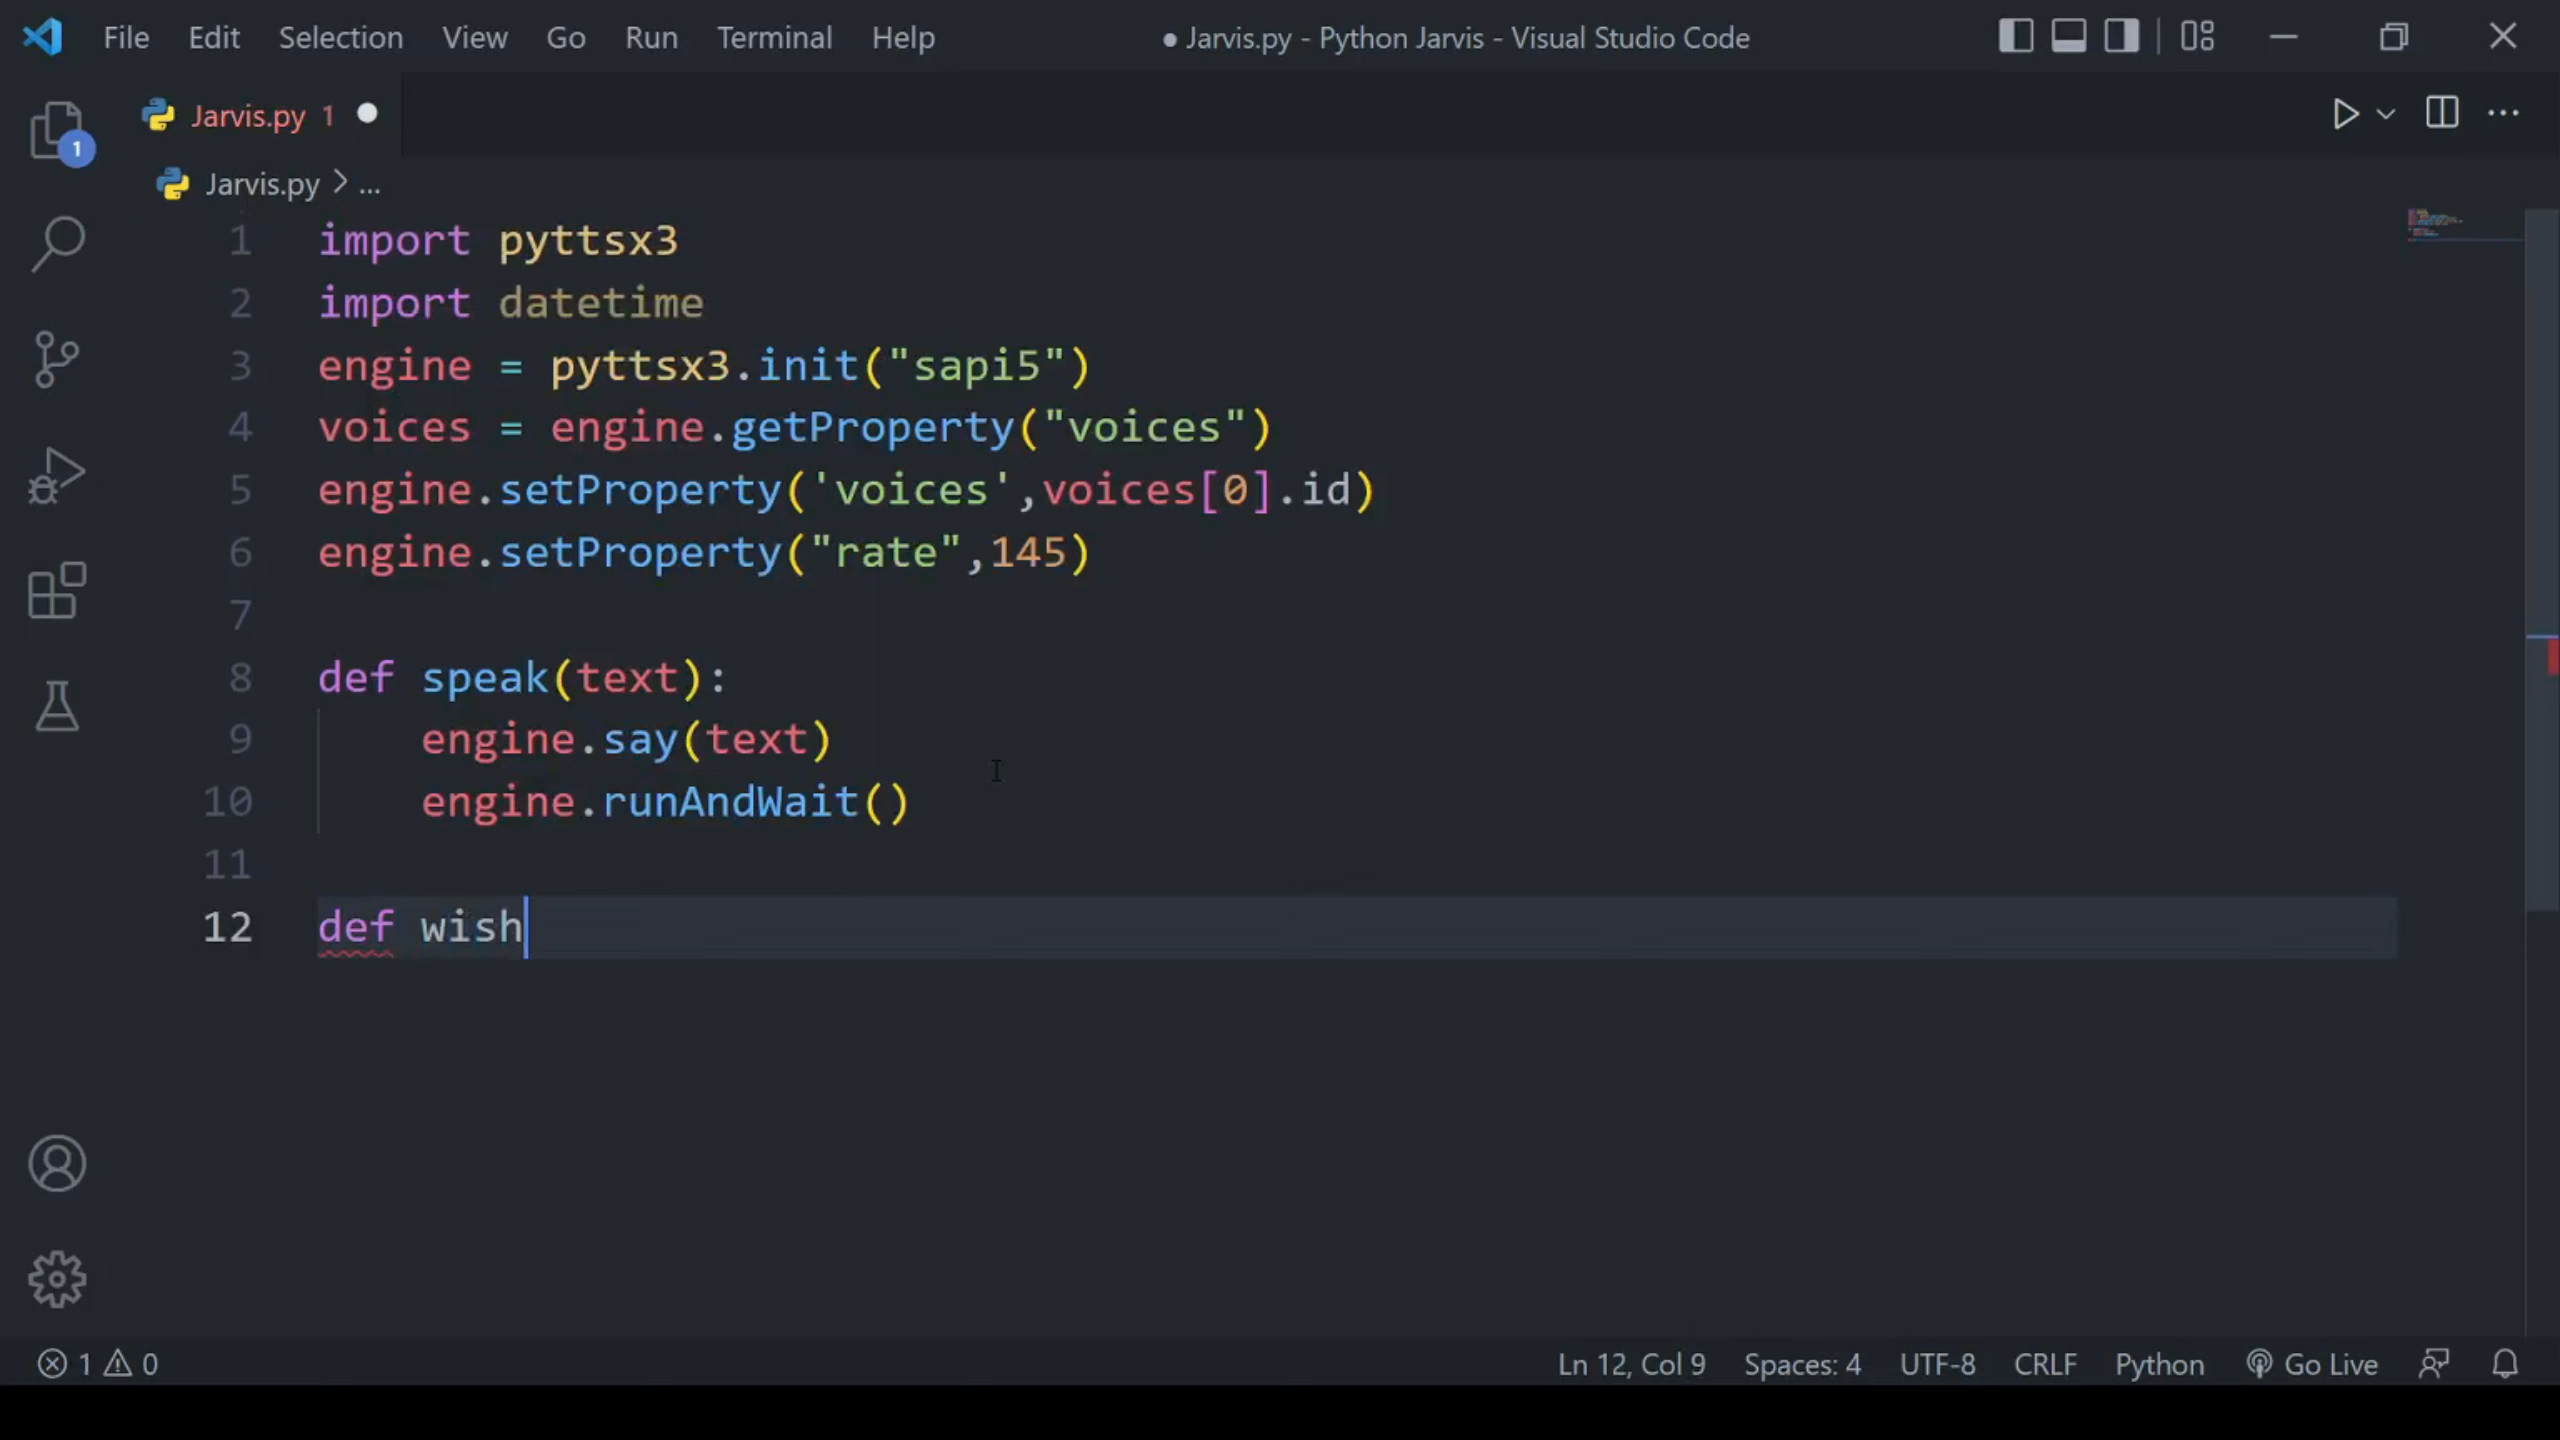 File Edit Selection View Go Run Terminal Help ● Jarvis.py - Python Jarvis - Visual Studio Code
Jarvis.py 1
1
Jarvis.py > ...
1 import pyttsx3
2 import datetime
3 engine = pyttsx3.init("sapi5")
4 voices = engine.getProperty("voices")
5 engine.setProperty('voices',voices[0].id)
6 engine.setProperty("rate",145)
7
8 def speak(text):
9     engine.say(text)
10     engine.runAndWait()
11
12 def wish
1 0 Ln 12, Col 9 Spaces: 4 UTF-8 CRLF Python Go Live